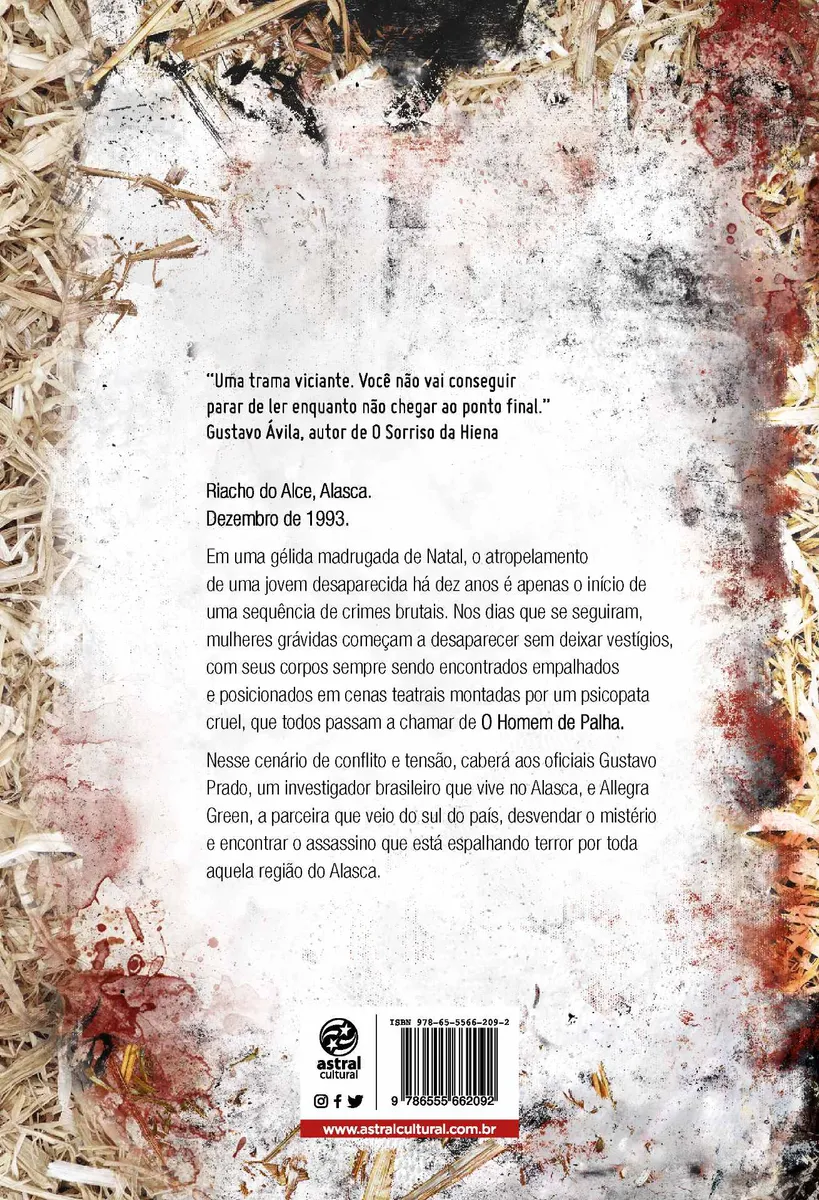 “Uma trama viciante. Você não vai conseguir
parar de ler enquanto não chegar ao ponto final.”
Gustavo Ávila, autor de O Sorriso da Hiena
Riacho do Alce, Alasca.
Dezembro de 1993.
Em uma gélida madrugada de Natal, o atropelamento
de uma jovem desaparecida há dez anos é apenas o início de
uma sequência de crimes brutais. Nos dias que se seguiram,
mulheres grávidas começam a desaparecer sem deixar vestígios,
com seus corpos sempre sendo encontrados empalhados
e posicionados em cenas teatrais montadas por um psicopata
cruel, que todos passam a chamar de O Homem de Palha.
Nesse cenário de conflito e tensão, caberá aos oficiais Gustavo
Prado, um investigador brasileiro que vive no Alasca, e Allegra
Green, a parceira que veio do sul do país, desvendar o mistério
e encontrar o assassino que está espalhando terror por toda
aquela região do Alasca.
astral
cultural
ISBN 978-65-5566-209-2
9 786555 662092
www.astralcultural.com.br